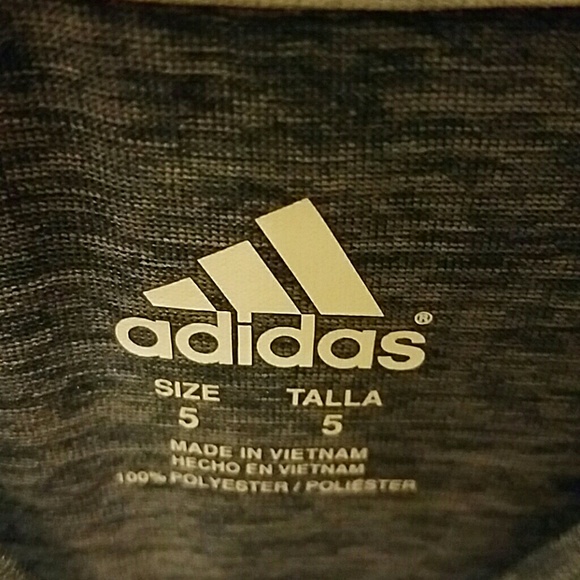 adidas®
SIZE TALLA
5 5
MADE IN VIETNAM
HECHO EN VIETNAM
100% POLYESTER / POLIÉSTER